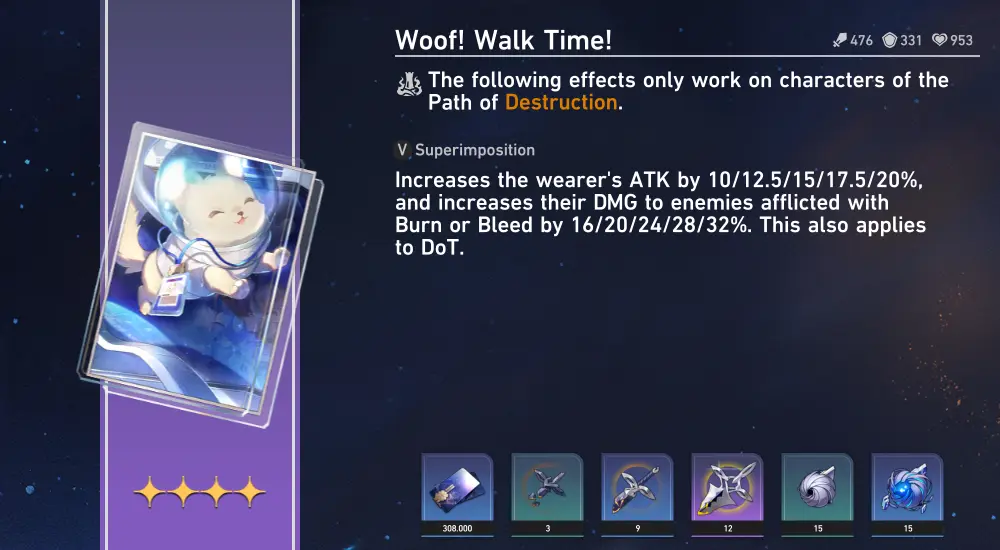 Woof! Walk Time!
476 331 953
The following effects only work on characters of the
Path of Destruction.
V Superimposition
Increases the wearer's ATK by 10/12.5/15/17.5/20%,
and increases their DMG to enemies afflicted with
Burn or Bleed by 16/20/24/28/32%. This also applies
to DoT.
308.000 3 9 12 15 15